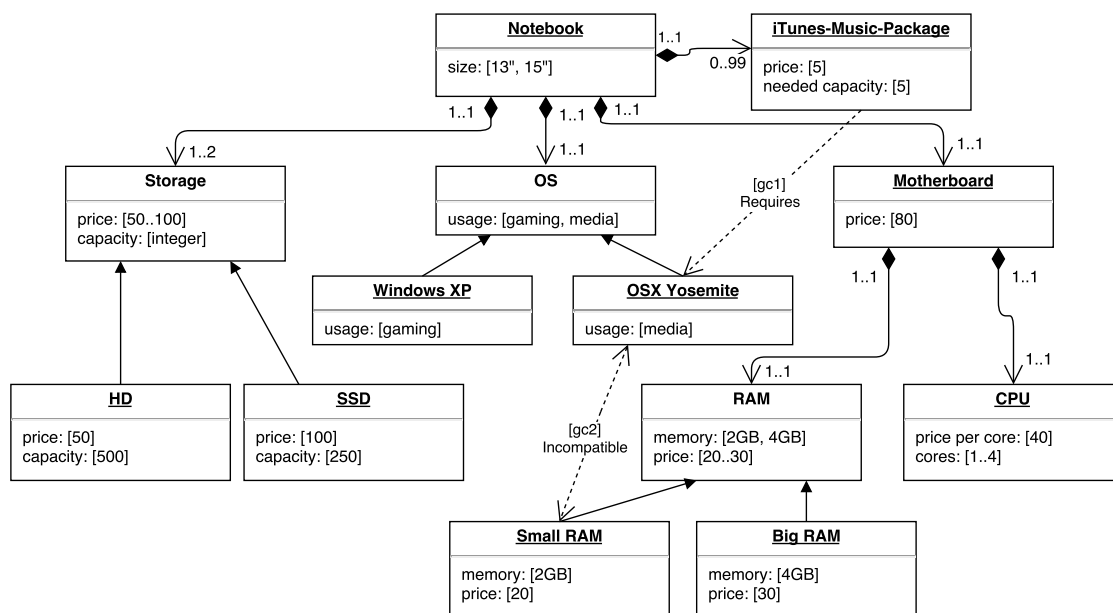 Notebook
size: [13", 15"]
1..1
0..99
iTunes-Music-Package
price: [5]
needed capacity: [5]
1..1
1..1
1..1
1..2
1..1
1..1
Storage
price: [50..100]
capacity: [integer]
OS
usage: [gaming, media]
[gc1]
Requires
Motherboard
price: [80]
Windows XP
usage: [gaming]
OSX Yosemite
usage: [media]
1..1
1..1
1..1
1..1
HD
price: [50]
capacity: [500]
SSD
price: [100]
capacity: [250]
[gc2]
Incompatible
RAM
memory: [2GB, 4GB]
price: [20..30]
CPU
price per core: [40]
cores: [1..4]
Small RAM
memory: [2GB]
price: [20]
Big RAM
memory: [4GB]
price: [30]